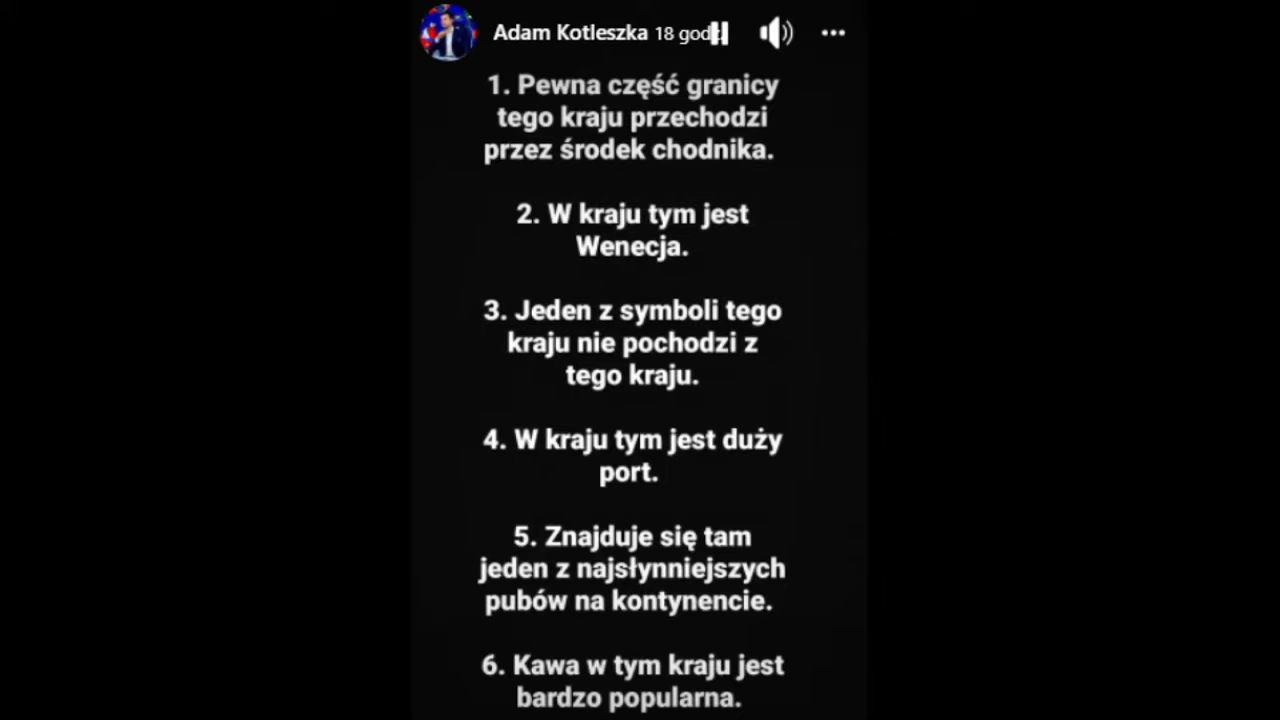 Adam Kotleszka 18 godz.
1. Pewna część granicy
tego kraju przechodzi
przez środek chodnika.
2. W kraju tym jest
Wenecja.
3. Jeden z symboli tego
kraju nie pochodzi z
tego kraju.
4. W kraju tym jest duży
port.
5. Znajduje się tam
jeden z najsłynniejszych
pubów na kontynencie.
6. Kawa w tym kraju jest
bardzo popularna.